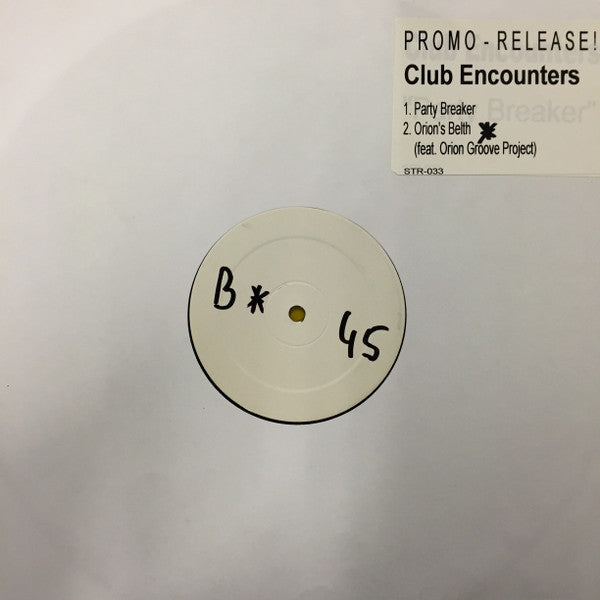 PROMO - RELEASE!
Club Encounters
1. Party Breaker
2. Orion's Belth *
(feat. Orion Groove Project)
STR-033
B*
45